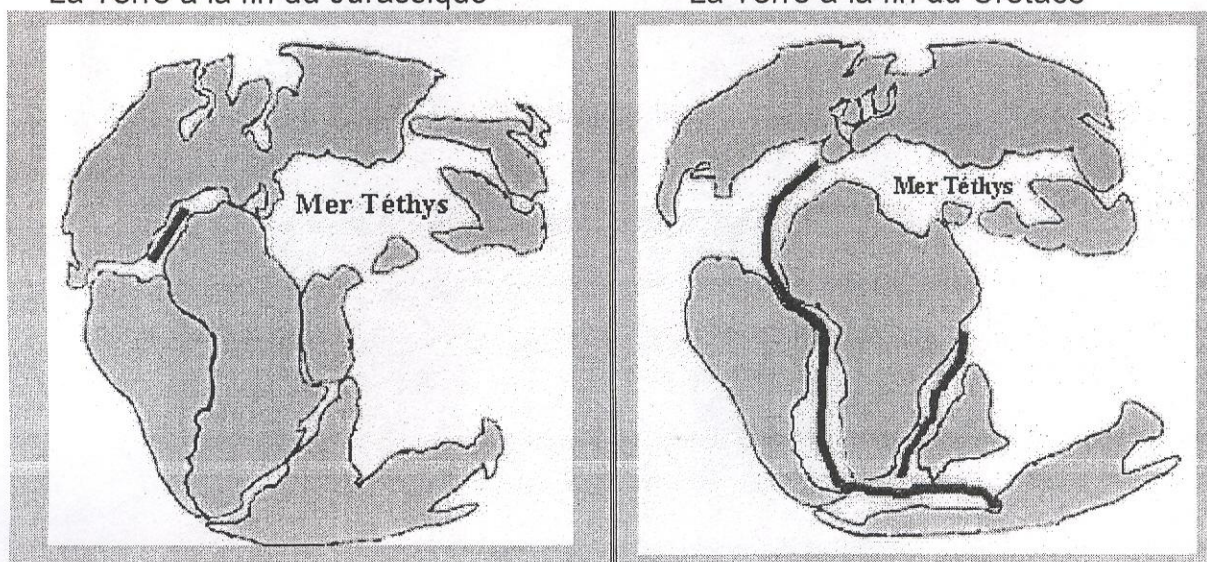 La Terre à la fin du Jurassique
La Terre à la fin du Crétacé
Mer Téthys
Mer Téthys